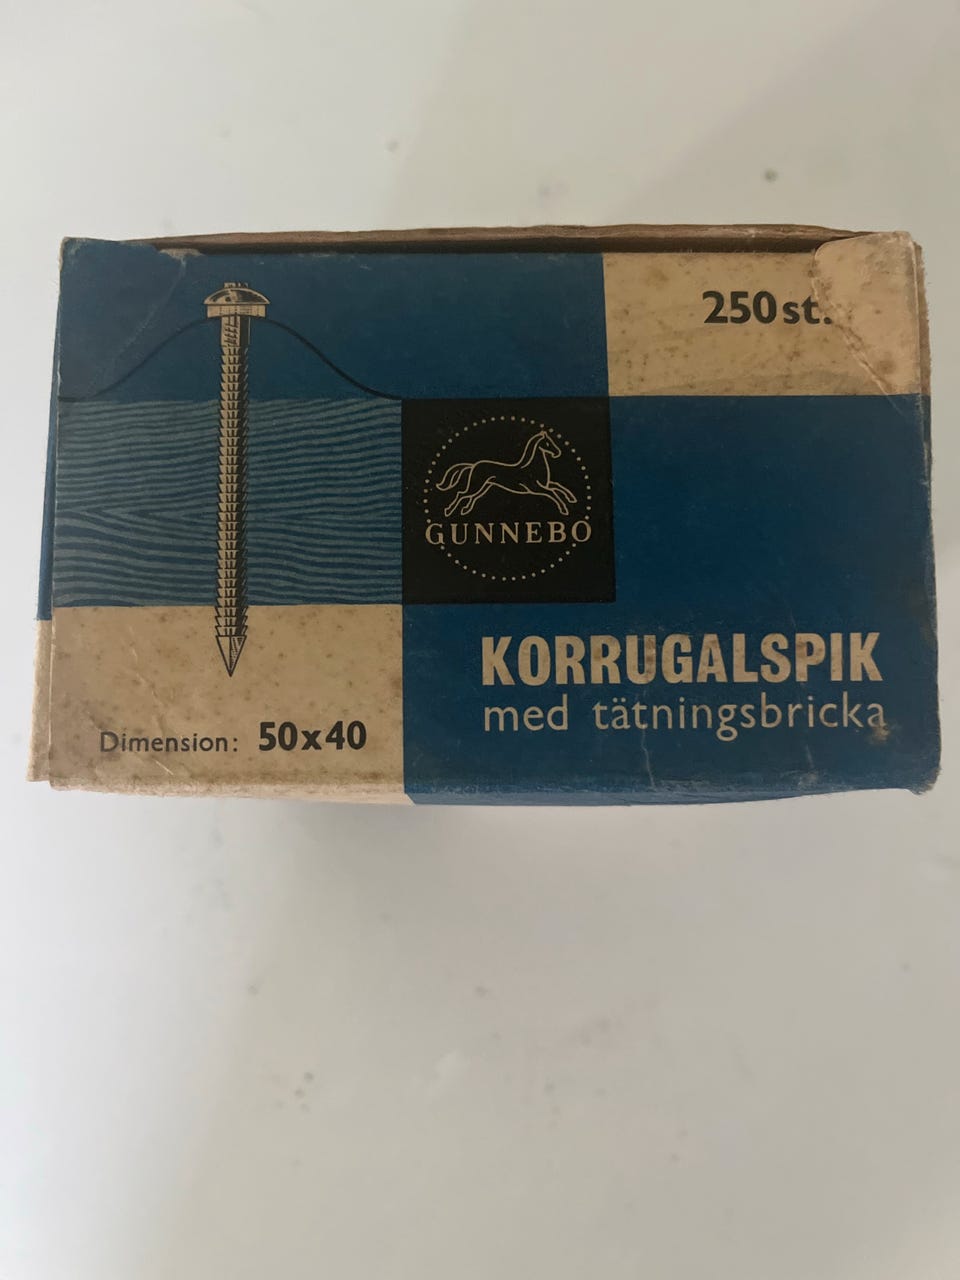 250 st.
GUNNEBO
KORRUGALSPIK
med tätningsbricka
Dimension: 50x40